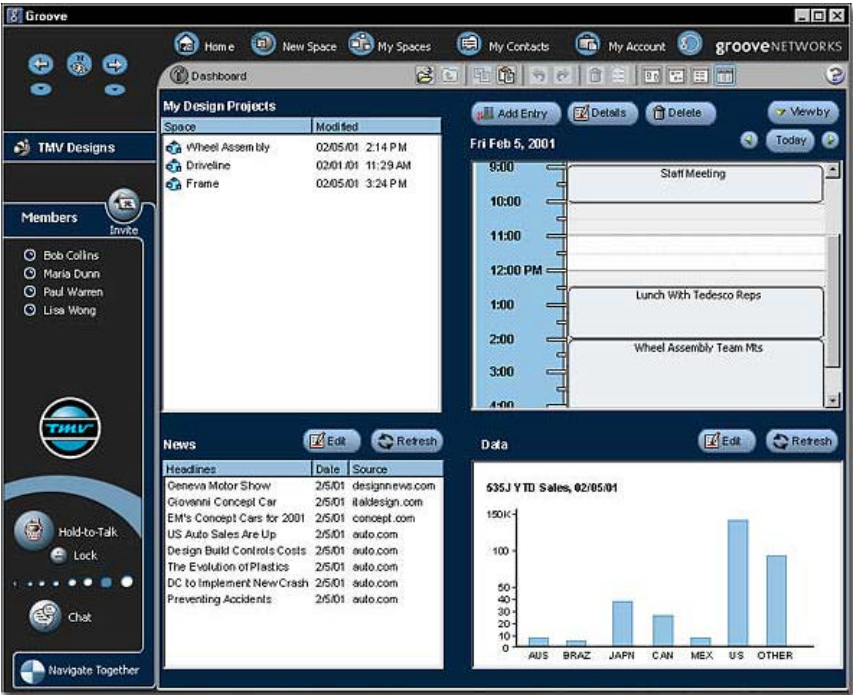 Groove
Home New Space My Spaces My Contacts My Account grooveNETWORKS
Dashboard
TMV Designs
Members
Invite
Bob Collins
Maria Dunn
Paul Warren
Lisa Wong
TMV
Hold-to-Talk
Lock
Chat
Navigate Together
My Design Projects
Space Modified
Wheel Assembly 02/05/01 2:14 PM
Driveline 02/01/01 11:29 AM
Frame 02/05/01 3:24 PM
Add Entry Details Delete View by
Fri Feb 5, 2001 Today
9:00 Staff Meeting
10:00
11:00
12:00 PM
1:00 Lunch With Tedesco Reps
2:00 Wheel Assembly Team Mts
3:00
4:00
News Edit Refresh
Headlines Date Source
Geneva Motor Show 2/5/01 designnews.com
Giovanni Concept Car 2/5/01 italdesign.com
EM's Concept Cars for 2001 2/5/01 concept.com
US Auto Sales Are Up 2/5/01 auto.com
Design Build Controls Costs 2/5/01 auto.com
The Evolution of Plastics 2/5/01 auto.com
DC to Implement New Crash 2/5/01 auto.com
Preventing Accidents 2/5/01 auto.com
Data Edit Refresh
535J YTD Sales, 02/05/01
150K
100
50
40
30
20
10
0
AUS BRAZ JAPN CAN MEX US OTHER